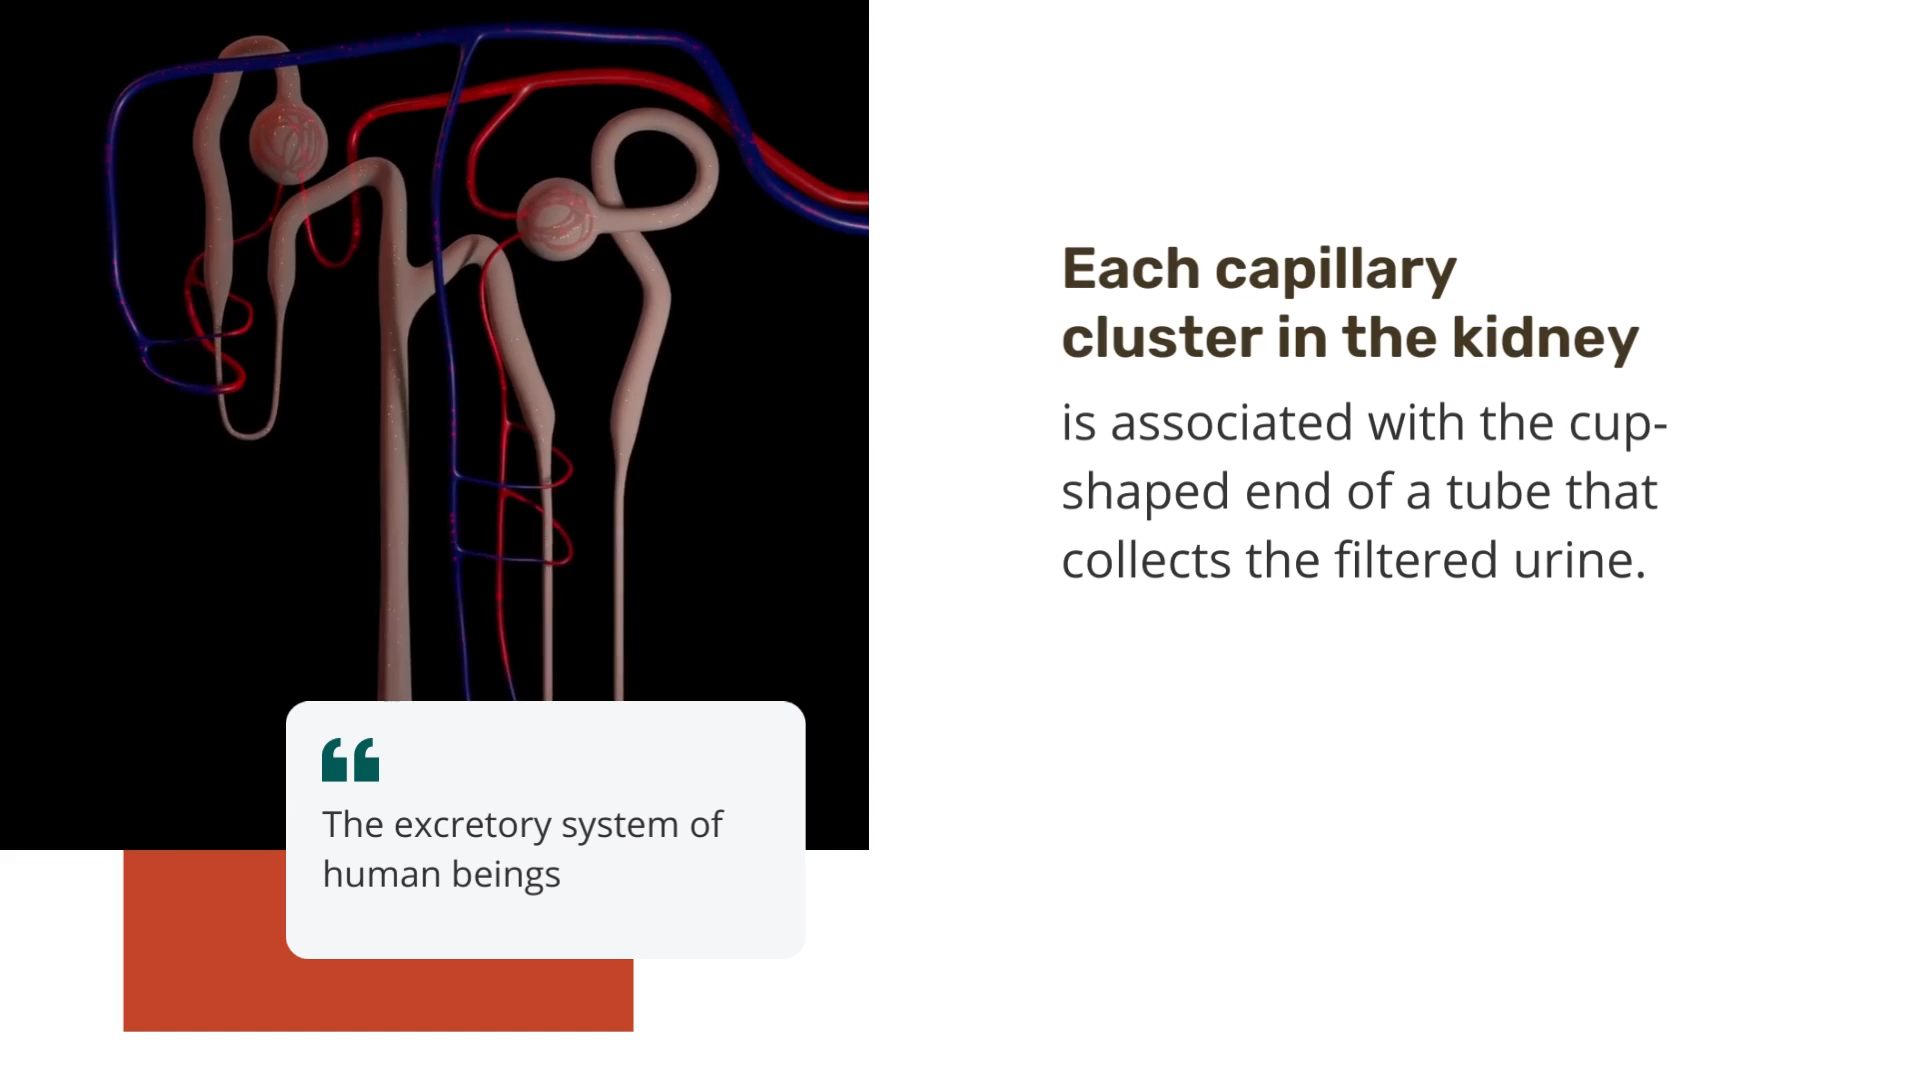 Each capillary
cluster in the kidney
is associated with the cup-
shaped end of a tube that
collects the filtered urine.
The excretory system of
human beings